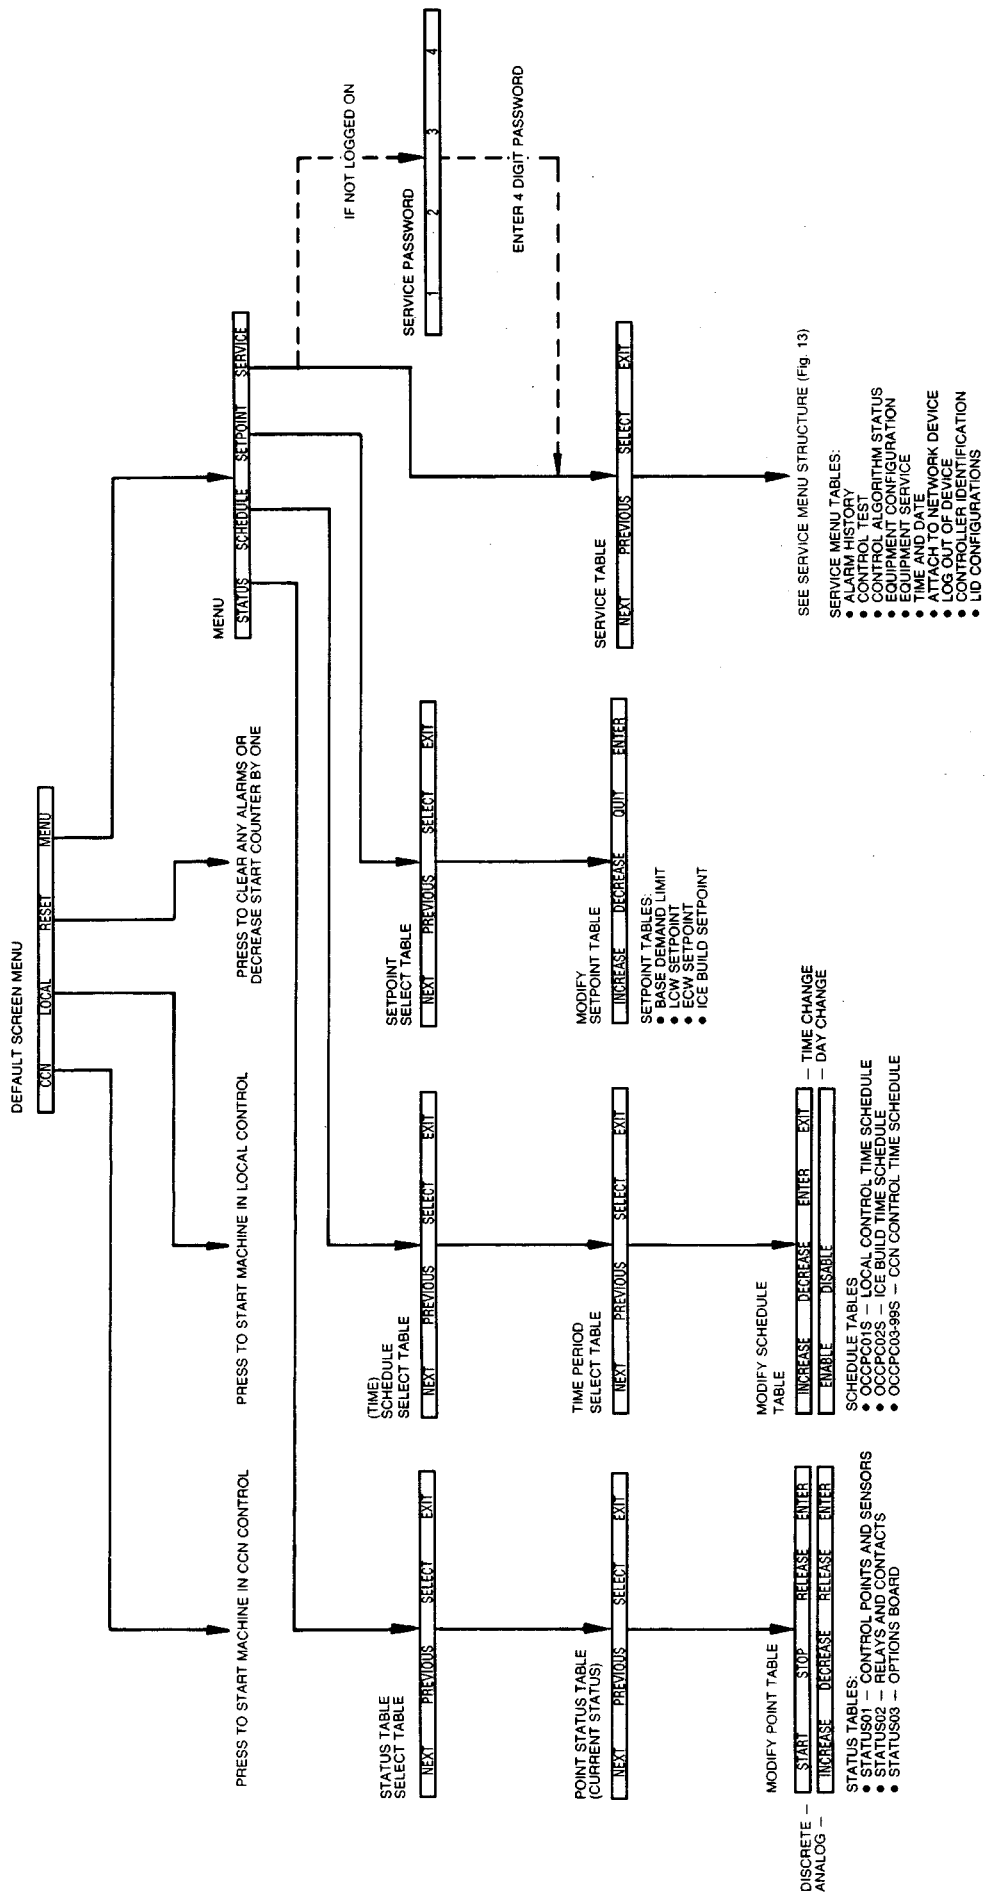 DEFAULT SCREEN MENU
CCN LOCAL RESET MENU
PRESS TO START MACHINE IN CCN CONTROL
PRESS TO START MACHINE IN LOCAL CONTROL
PRESS TO CLEAR ANY ALARMS OR
DECREASE START COUNTER BY ONE
MENU
STATUS SCHEDULE SETPOINT SERVICE
IF NOT LOGGED ON
SERVICE PASSWORD
1 2 3 4
ENTER 4 DIGIT PASSWORD
STATUS TABLE
SELECT TABLE
NEXT PREVIOUS SELECT EXIT
POINT STATUS TABLE
(CURRENT STATUS)
NEXT PREVIOUS SELECT EXIT
MODIFY POINT TABLE
DISCRETE – START STOP RELEASE ENTER
ANALOG – INCREASE DECREASE RELEASE ENTER
STATUS TABLES:
● STATUS01 – CONTROL POINTS AND SENSORS
● STATUS02 – RELAYS AND CONTACTS
● STATUS03 – OPTIONS BOARD
(TIME)
SCHEDULE
SELECT TABLE
NEXT PREVIOUS SELECT EXIT
TIME PERIOD
SELECT TABLE
NEXT PREVIOUS SELECT EXIT
MODIFY SCHEDULE
TABLE
INCREASE DECREASE ENTER EXIT – TIME CHANGE
ENABLE DISABLE – DAY CHANGE
SCHEDULE TABLES
● OCCPC01S – LOCAL CONTROL TIME SCHEDULE
● OCCPC02S – ICE BUILD TIME SCHEDULE
● OCCPC03-99S – CCN CONTROL TIME SCHEDULE
SETPOINT
SELECT TABLE
NEXT PREVIOUS SELECT EXIT
MODIFY
SETPOINT TABLE
INCREASE DECREASE QUIT ENTER
SETPOINT TABLES:
● BASE DEMAND LIMIT
● LCW SETPOINT
● ECW SETPOINT
● ICE BUILD SETPOINT
SERVICE TABLE
NEXT PREVIOUS SELECT EXIT
SEE SERVICE MENU STRUCTURE (Fig. 13)
SERVICE MENU TABLES:
● ALARM HISTORY
● CONTROL TEST
● CONTROL ALGORITHM STATUS
● EQUIPMENT CONFIGURATION
● EQUIPMENT SERVICE
● TIME AND DATE
● ATTACH TO NETWORK DEVICE
● LOG OUT OF DEVICE
● CONTROLLER IDENTIFICATION
● LID CONFIGURATIONS